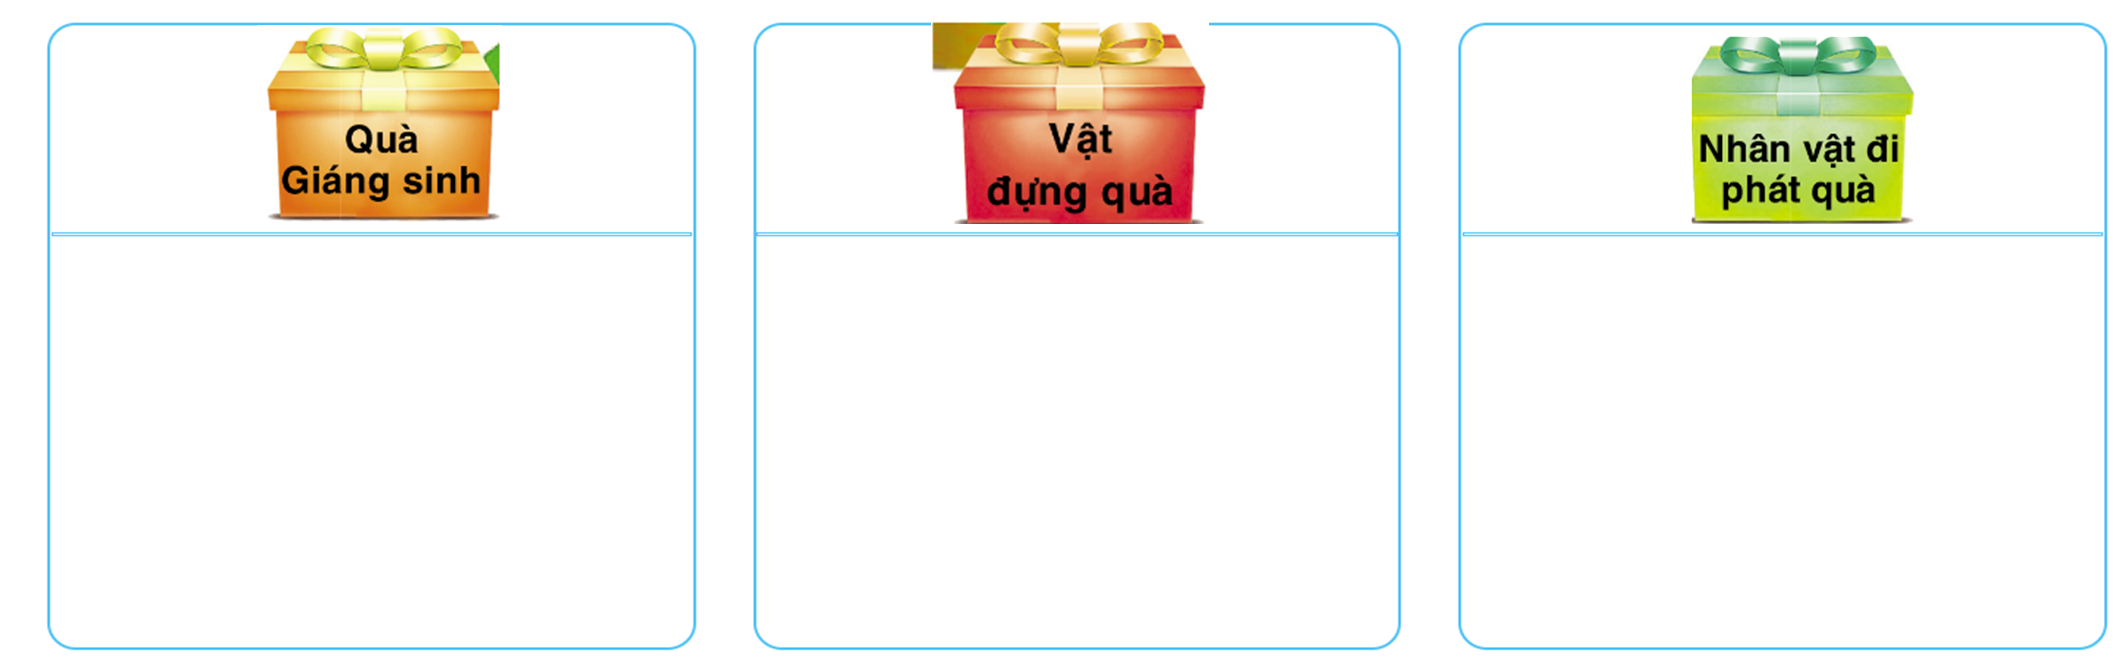 Quà
Giáng sinh
Vật
đựng quà
Nhân vật đi
phát quà